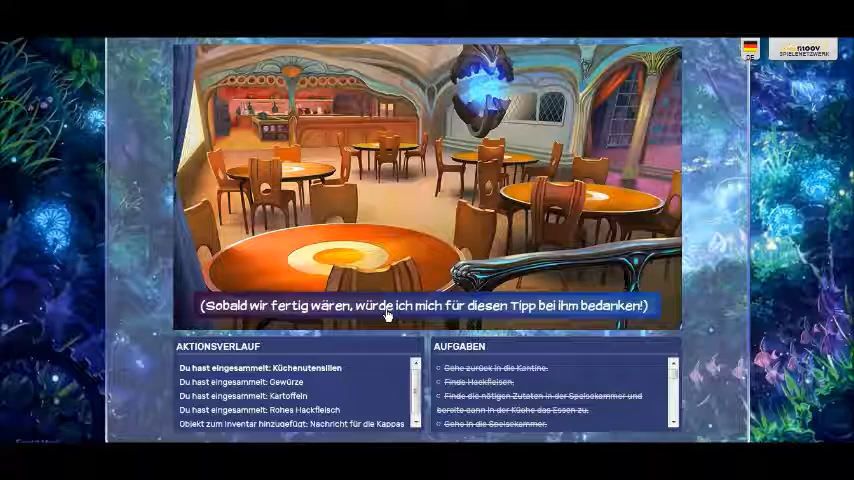 DE
SPIELENETZWERK
(Sobald wir fertig wären, würde ich mich für diesen Tipp bei ihm bedanken!)
AKTIONSVERLAUF
Du hast eingesammelt: Küchenutensilien
Du hast eingesammelt: Gewürze
Du hast eingesammelt: Kartoffeln
Du hast eingesammelt: Rohes Hackfleisch
Objekt zum Inventar hinzugefügt: Nachricht für die Kappas
AUFGABEN
Gehe zurück in die Kantine.
Finde Hackfleisch.
Finde die nötigen Zutaten in der Speisekammer und
bereite dann in der Küche das Essen zu.
Gehe in die Speisekammer.